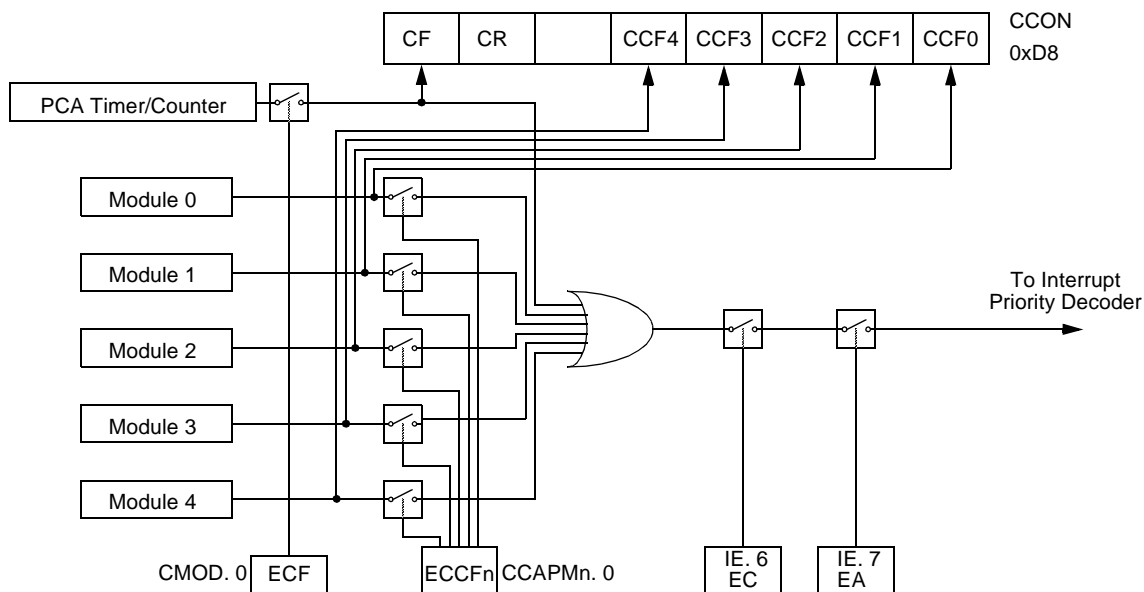 CF CR CCF4 CCF3 CCF2 CCF1 CCF0
CCON
0xD8
PCA Timer/Counter
Module 0
Module 1
Module 2
Module 3
Module 4
To Interrupt
Priority Decoder
CMOD. 0 ECF
ECCFn CCAPMn. 0
IE. 6
EC
IE. 7
EA